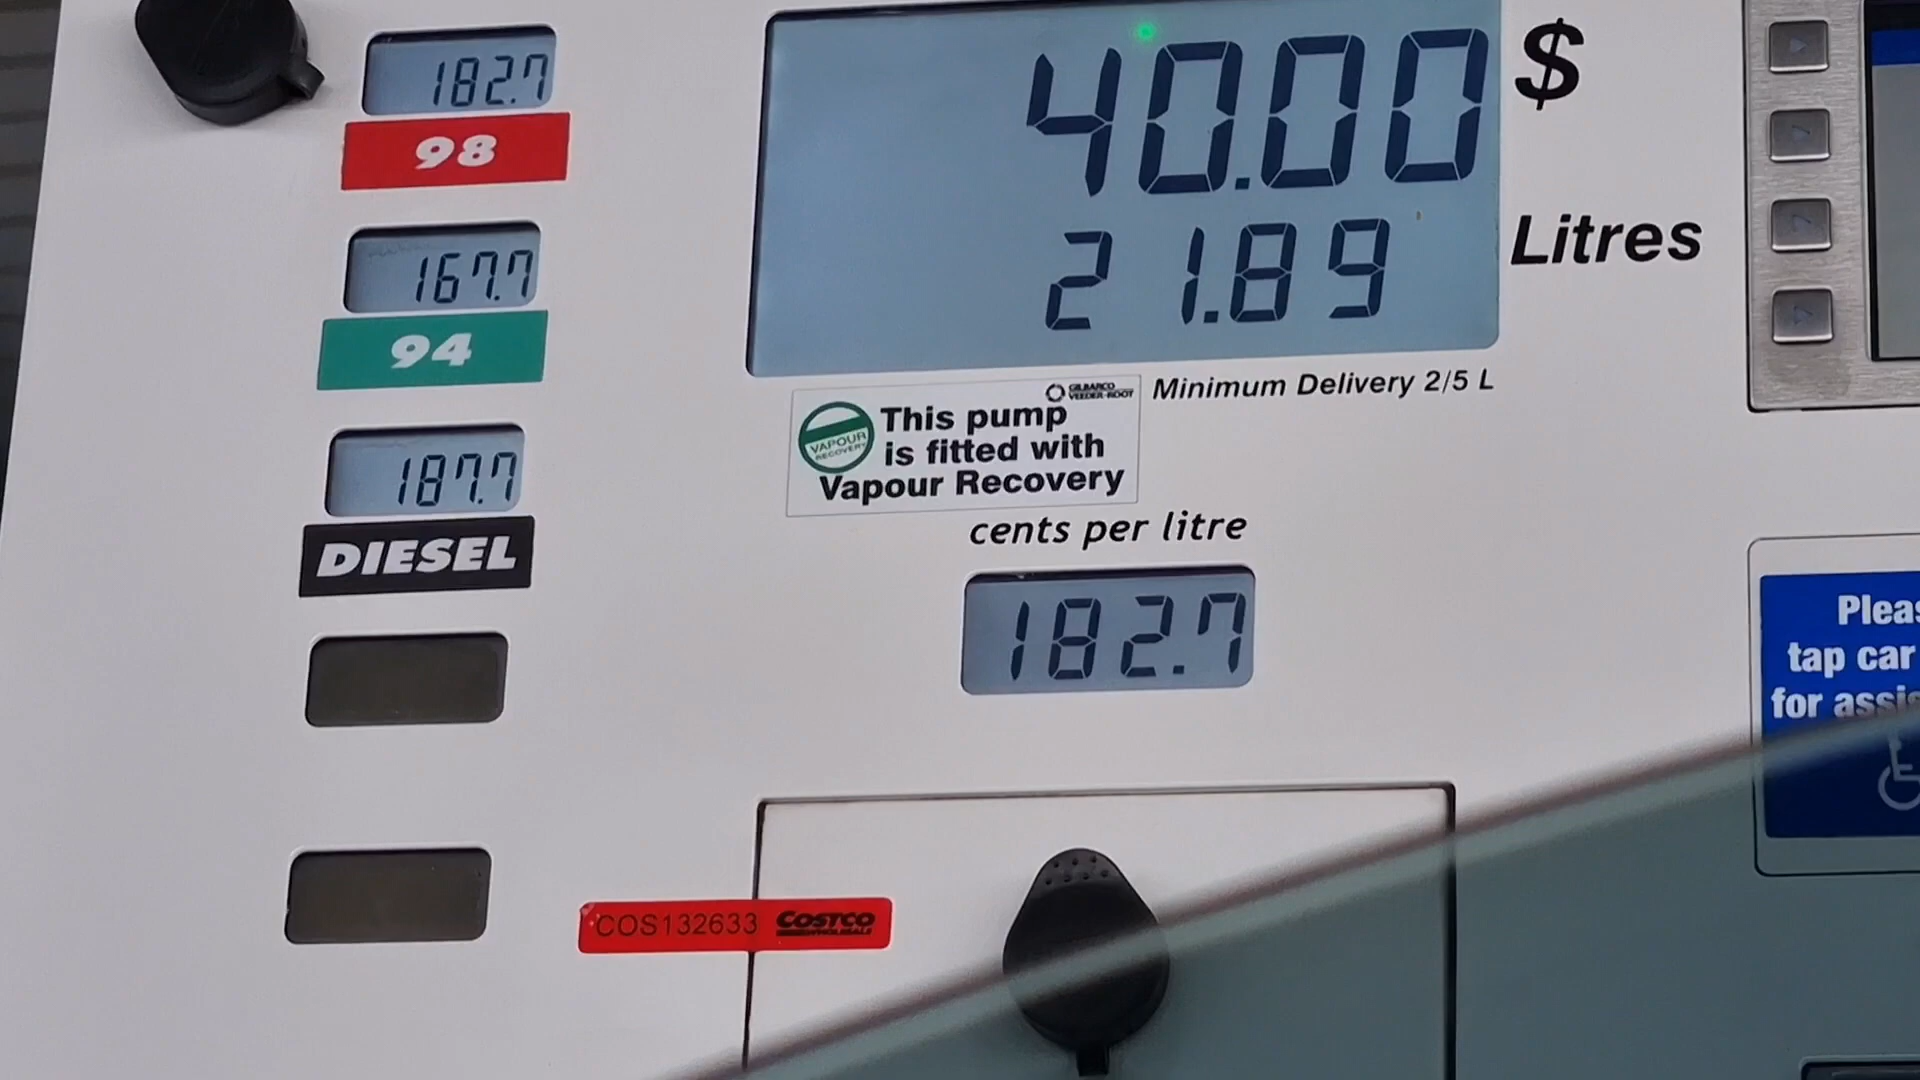 182.7
98
40.00 $
21.89 Litres
167.7
94
GILBARCO
VEEDER-ROOT
Minimum Delivery 2/5 L
VAPOUR
RECOVERY
This pump
is fitted with
Vapour Recovery
187.7
DIESEL
cents per litre
182.7
Pleas
tap car
for assis
COS132633 COSTCO
WHOLESALE